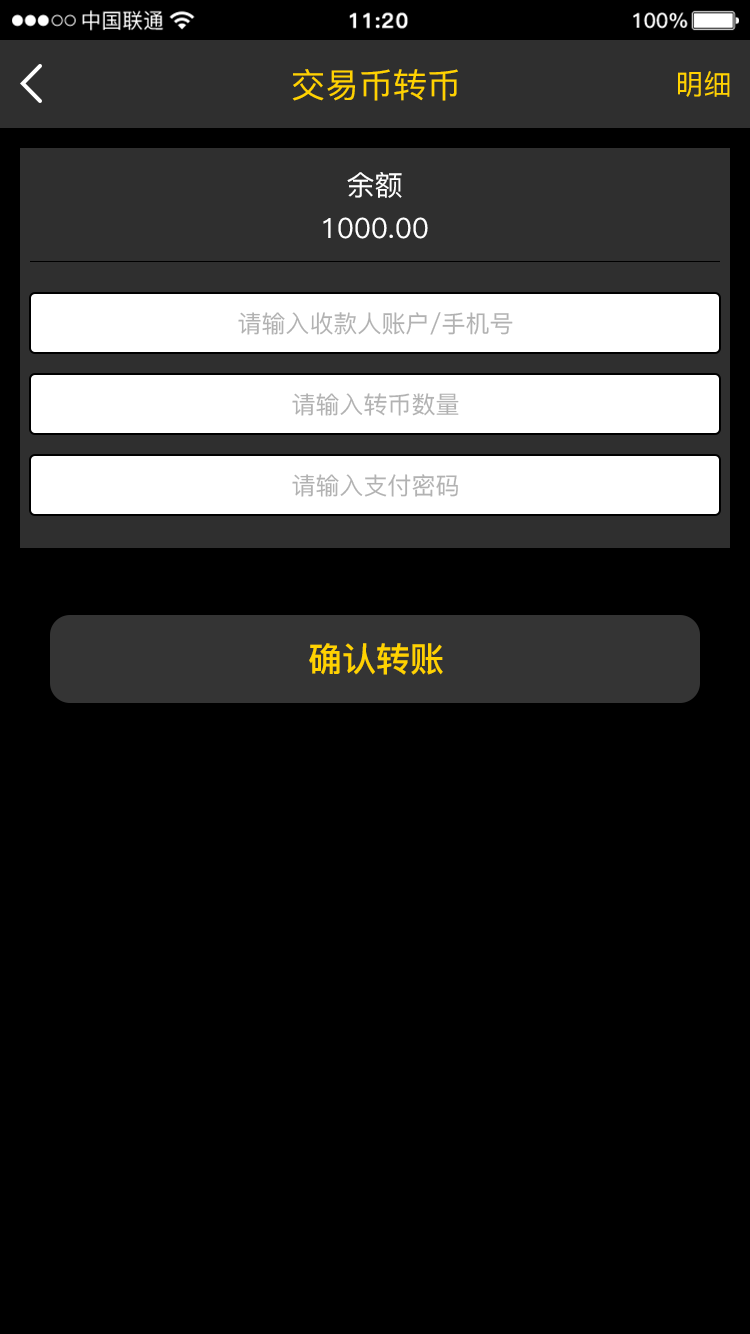 中国联通 11:20 100%
交易币转币 明细
余额
1000.00
请输入收款人账户/手机号
请输入转币数量
请输入支付密码
确认转账